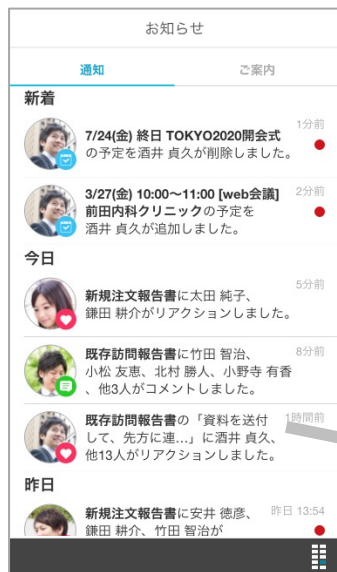 お知らせ
通知
ご案内
新着
1分前
7/24(金) 終日 TOKYO2020開会式
の予定を酒井 貞久が削除しました。
2分前
3/27(金) 10:00〜11:00 [web会議]
前田内科クリニックの予定を
酒井 貞久が追加しました。
今日
5分前
新規注文報告書に太田 純子、
鎌田 耕介がリアクションしました。
8分前
既存訪問報告書に竹田 智治、
小松 友恵、北村 勝人、小野寺 有香
、他3人がコメントしました。
1時間前
既存訪問報告書の「資料を送付
して、先方に連...」に酒井 貞久、
他13人がリアクションしました。
昨日
昨日 13:54
新規注文報告書に安井 徳彦、
鎌田 耕介、竹田 智治が